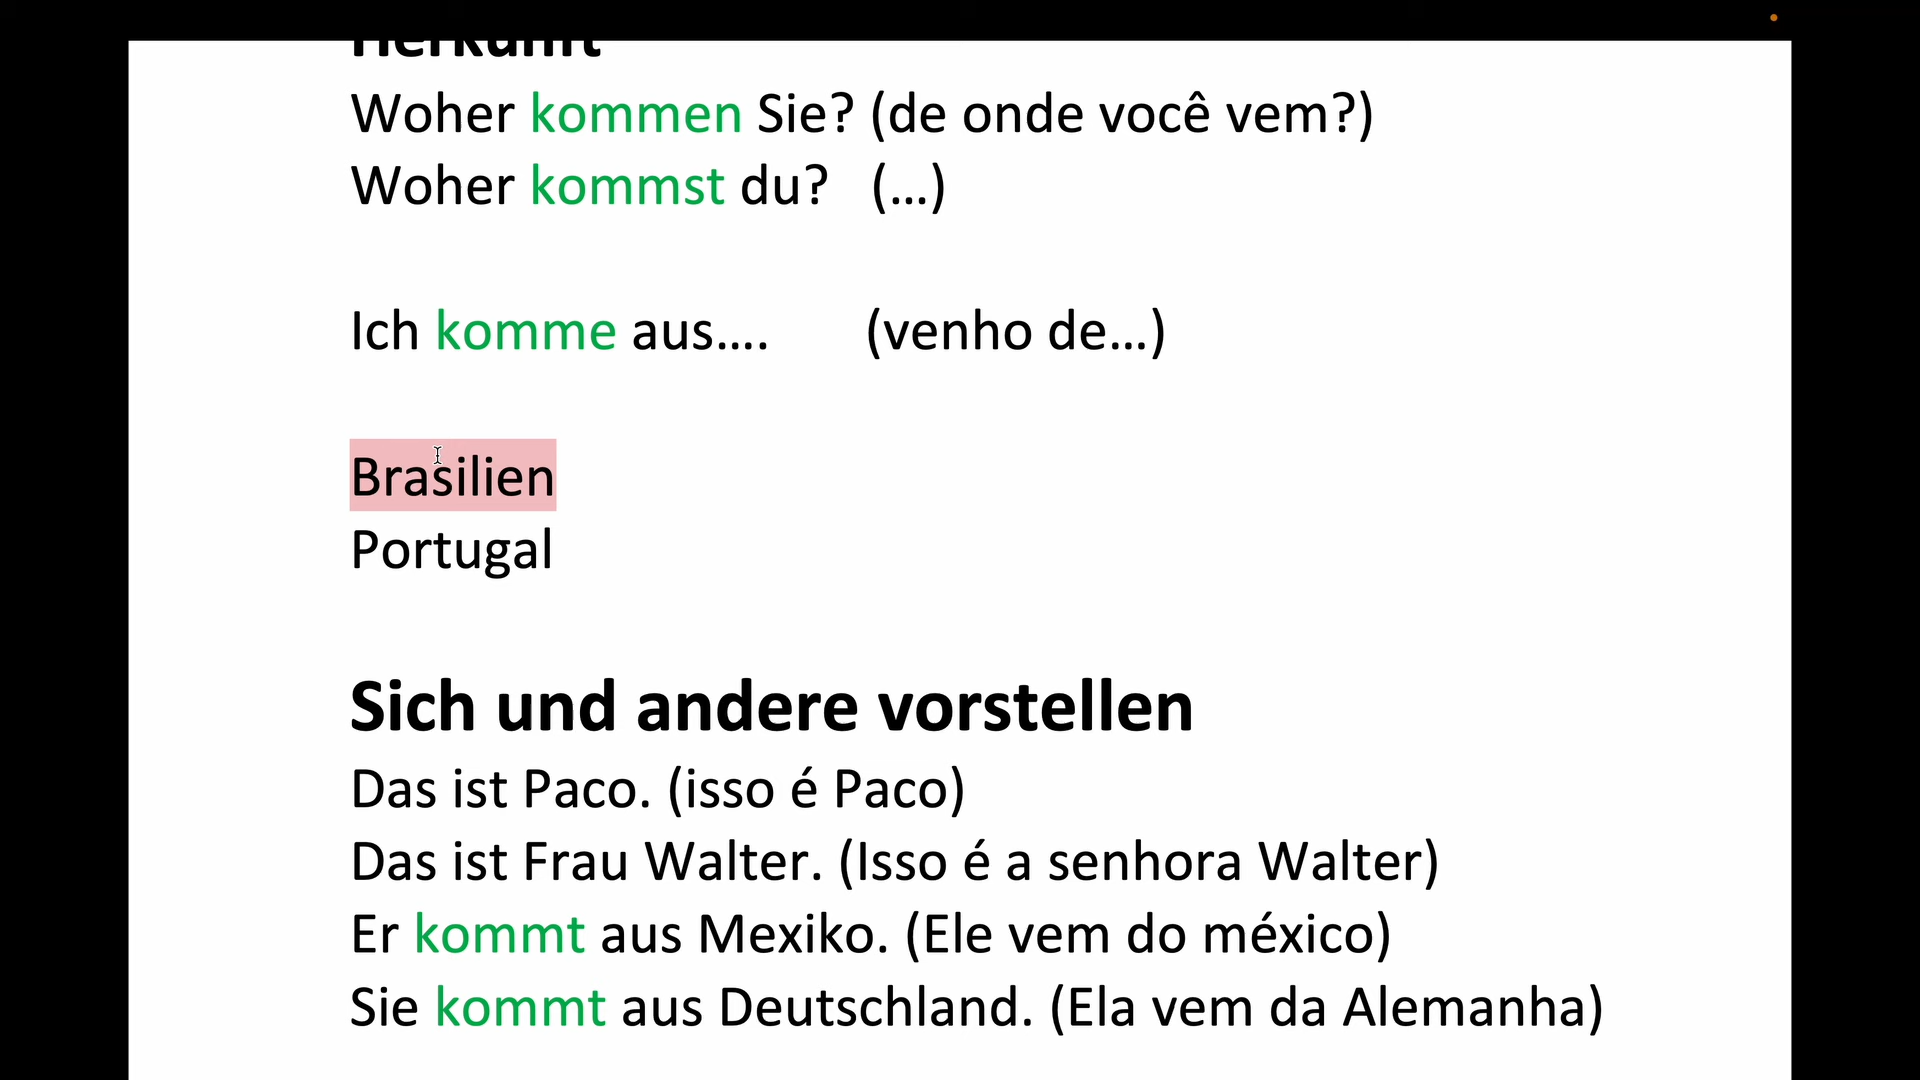 Herkunft
Woher kommen Sie? (de onde você vem?)
Woher kommst du? (…)
Ich komme aus…. (venho de…)
Brasilien
Portugal
Sich und andere vorstellen
Das ist Paco. (isso é Paco)
Das ist Frau Walter. (Isso é a senhora Walter)
Er kommt aus Mexiko. (Ele vem do méxico)
Sie kommt aus Deutschland. (Ela vem da Alemanha)